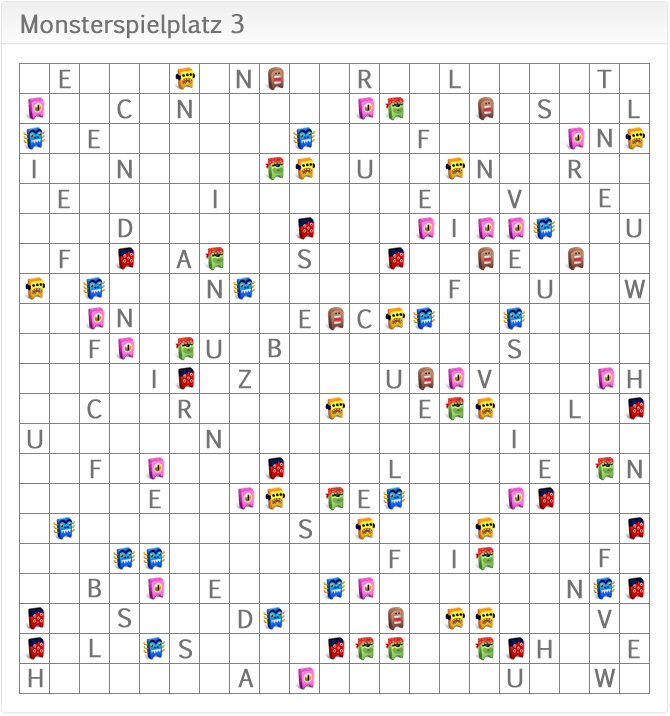 Monsterspielplatz 3
E N R L T
C N S L
E F N
I N U N R
E I E V E
D I U
F A S E
N F U W
N E C
F U B S
I Z U V H
C R E L
U N I
F L E N
E E
S
F I F
B E N
S D V
L S H E
H A U W